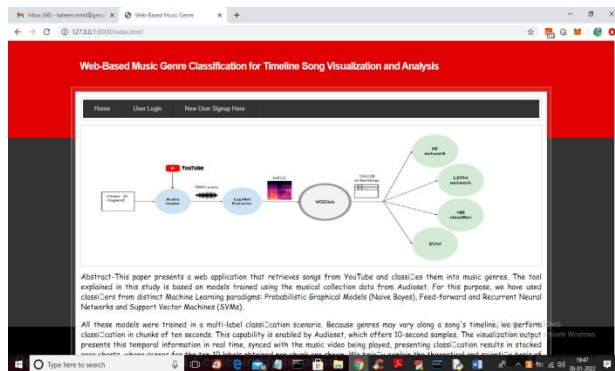 Inbox (66) - kaleem.mmd@gmai
Web-Based Music Genre
127.0.0.1:8000/index.html
Web-Based Music Genre Classification for Timeline Song Visualization and Analysis
Home User Login New User Signup Here
YouTube
WAV audio
Audio
Log Mel
Extractor
MFCC
VGGish
embeddings
FF
network
LSTM
network
NB
classifier
SVM
Abstract-This paper presents a web application that retrieves songs from YouTube and classi□es them into music genres. The tool
explained in this study is based on models trained using the musical collection data from Audioset. For this purpose, we have used
classi□ers from distinct Machine Learning paradigms: Probabilistic Graphical Models (Naive Bayes), Feed-forward and Recurrent Neural
Networks and Support Vector Machines (SVMs).
All these models were trained in a multi-label classi□cation scenario. Because genres may vary along a song's timeline, we perform
classi□cation in chunks of ten seconds. This capability is enabled by Audioset, which offers 10-second samples. The visualization output
presents this temporal information in real time, synced with the music video being played, presenting classi□cation results in stacked
Type here to search
19:47
03-01-2022